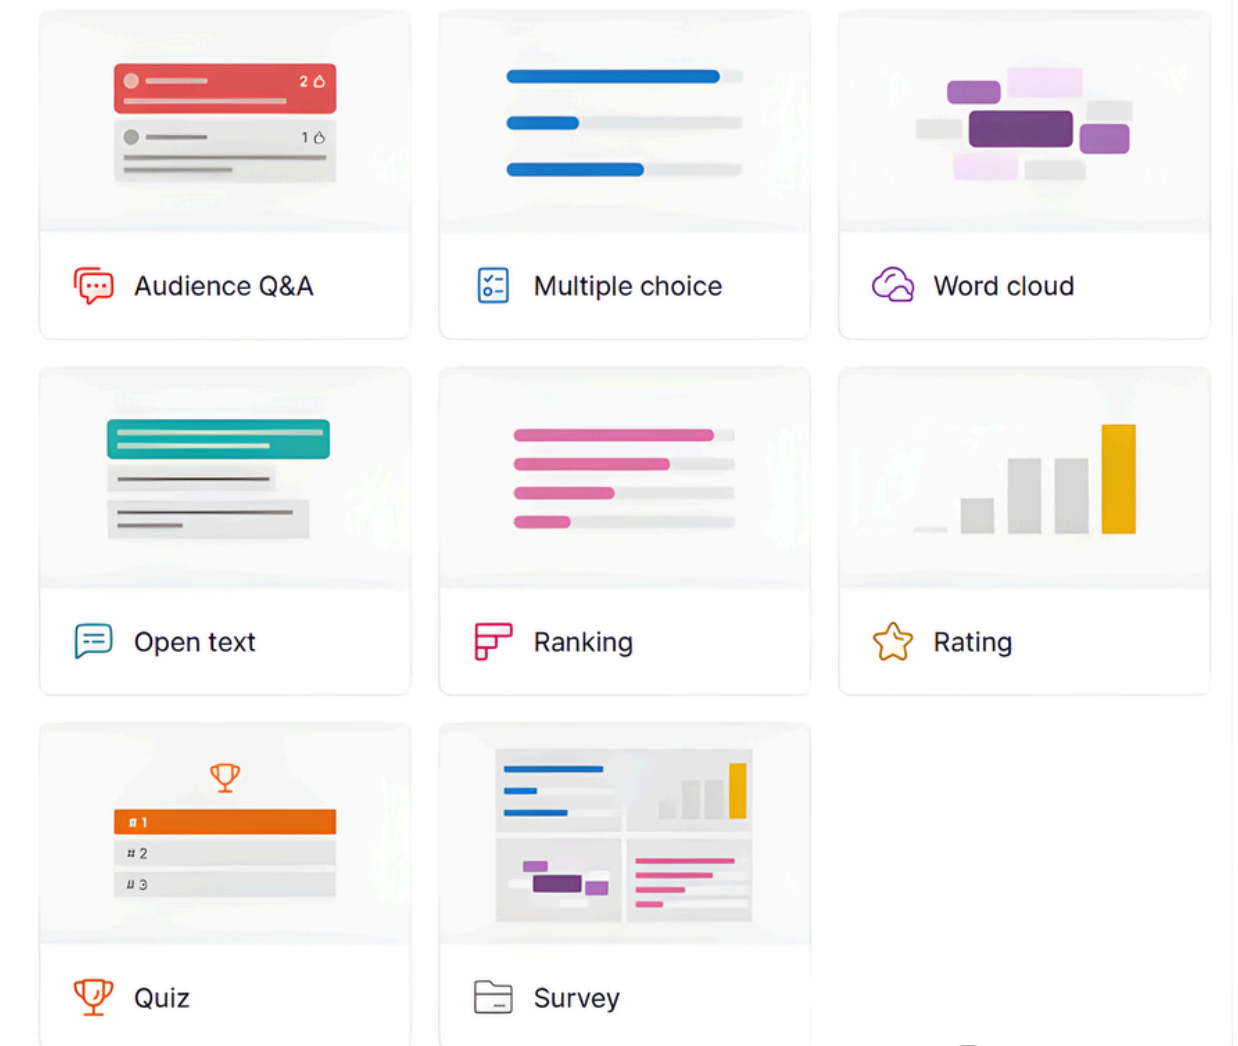 2
1
Audience Q&A
Multiple choice
Word cloud
Open text
Ranking
Rating
# 1
# 2
# 3
Quiz
Survey